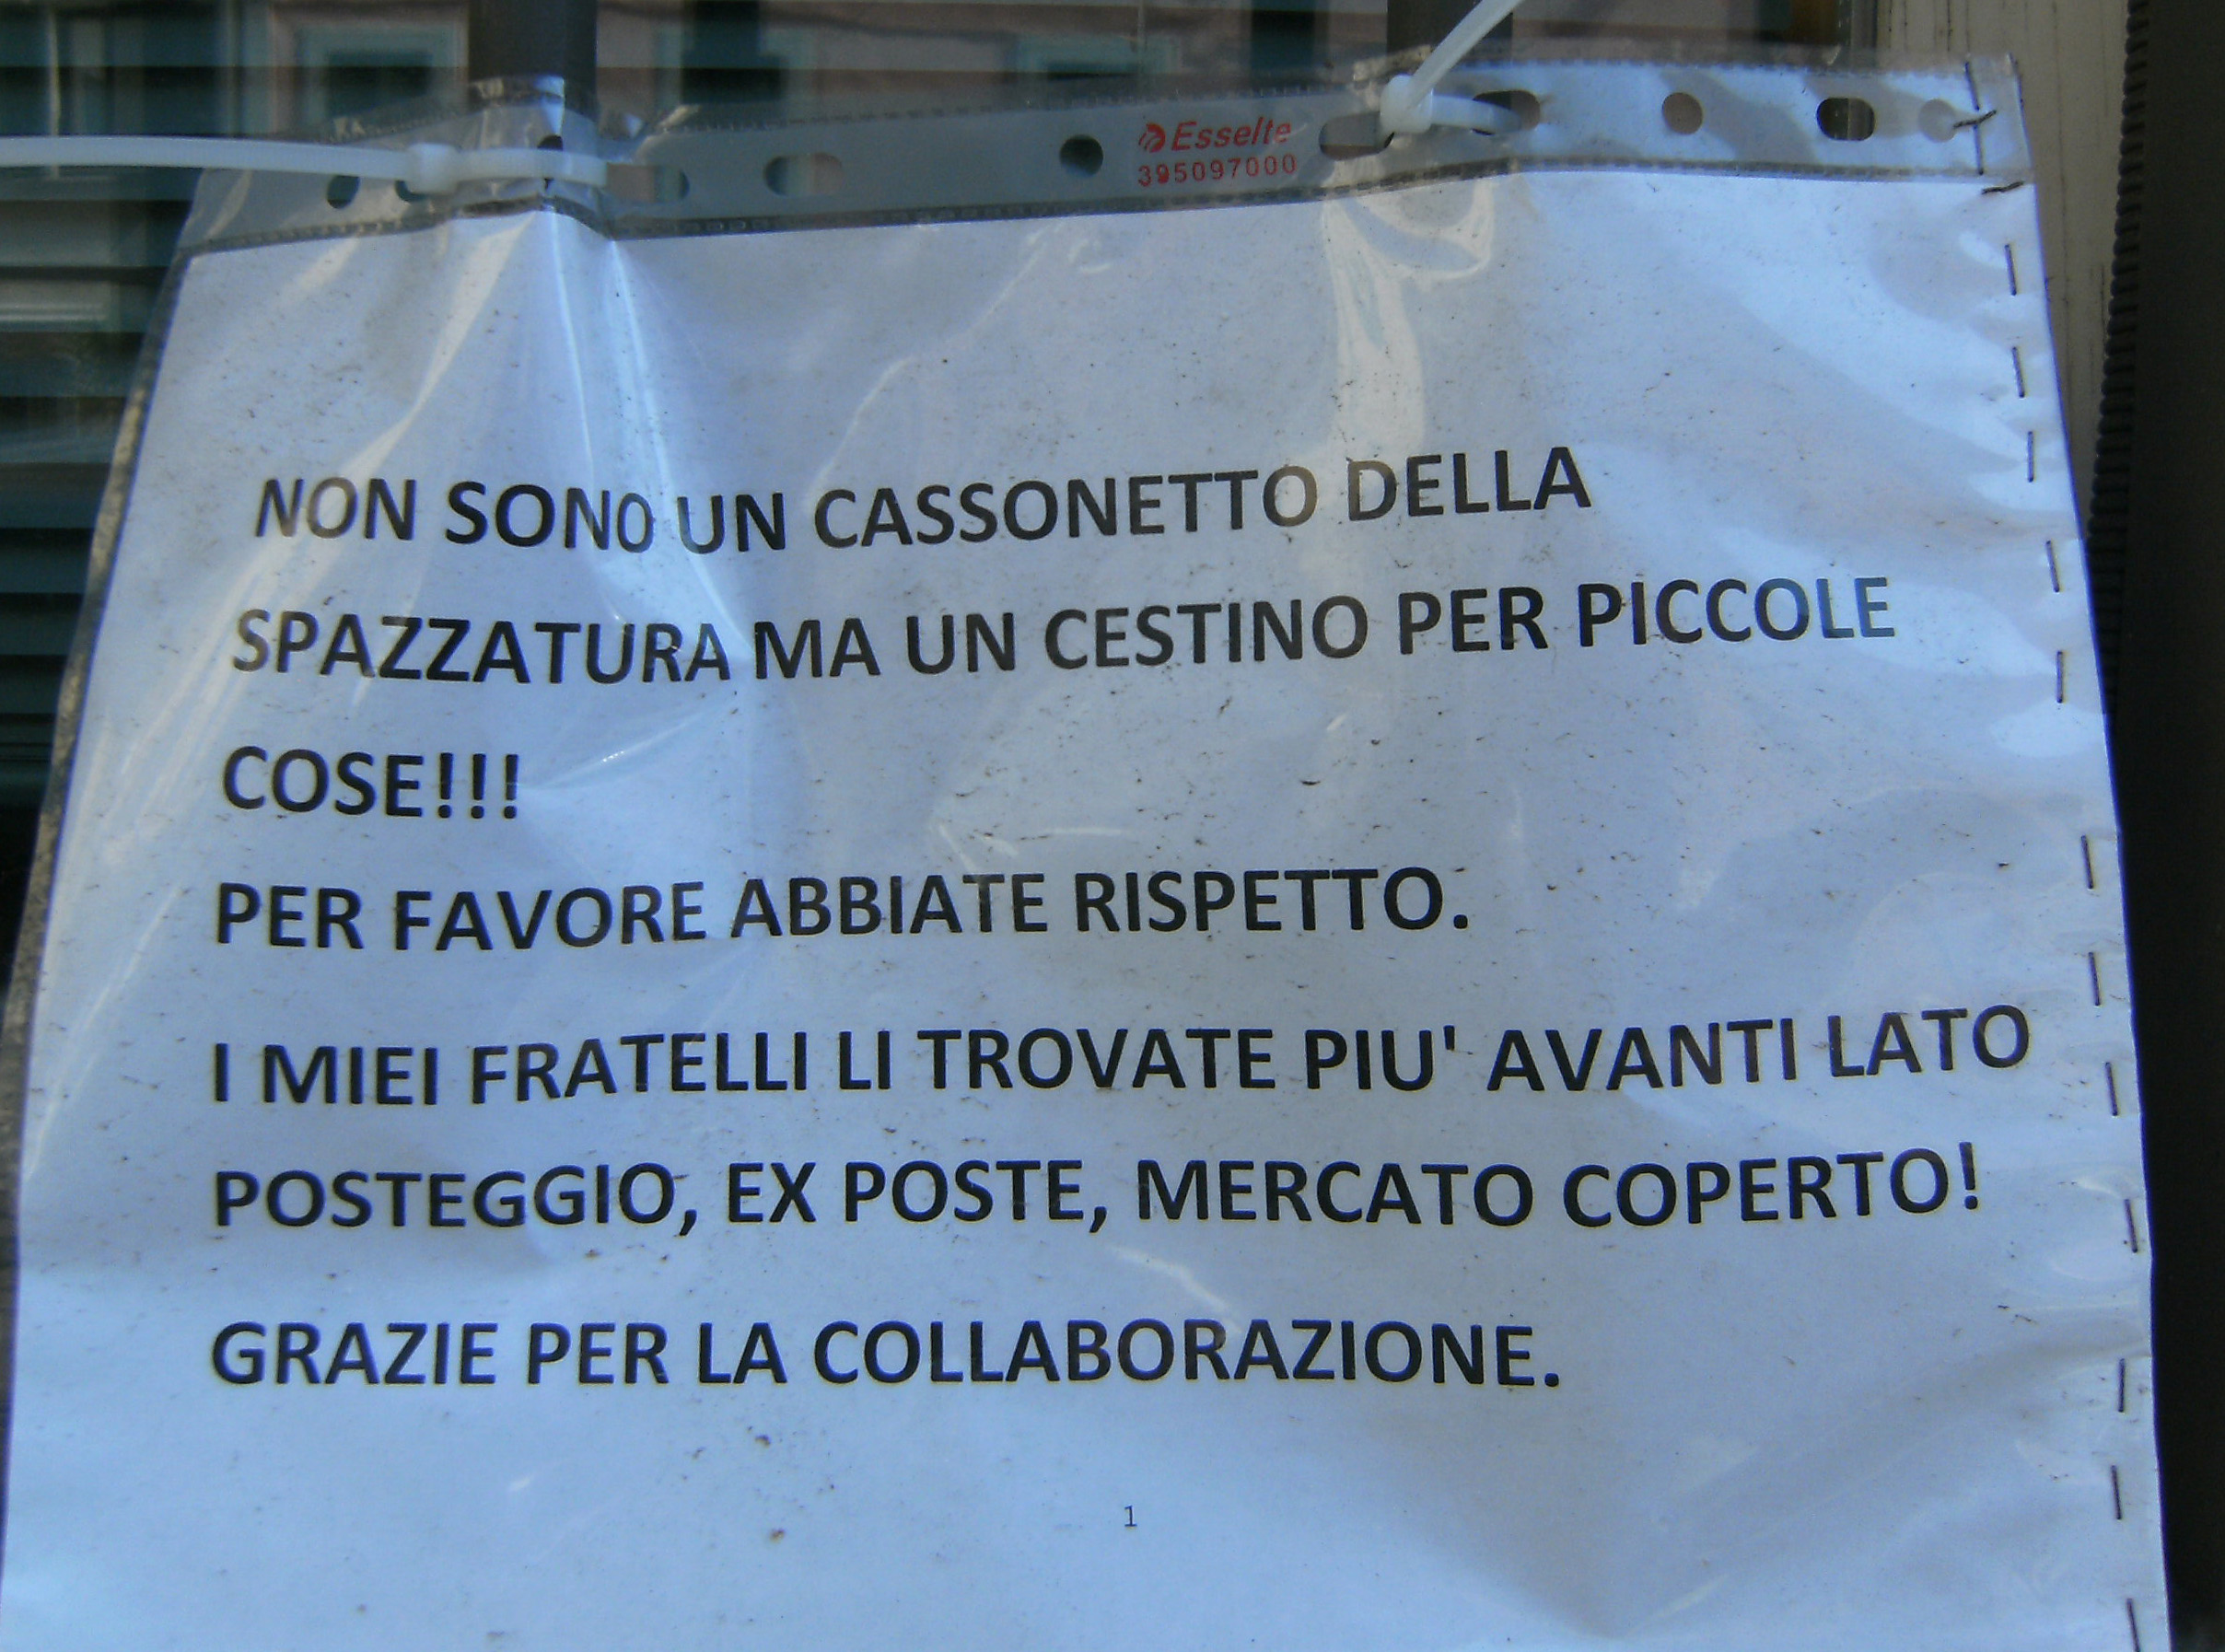 Esselte
395097000
NON SONO UN CASSONETTO DELLA
SPAZZATURA MA UN CESTINO PER PICCOLE
COSE!!!
PER FAVORE ABBIATE RISPETTO.
I MIEI FRATELLI LI TROVATE PIU' AVANTI LATO
POSTEGGIO, EX POSTE, MERCATO COPERTO!
GRAZIE PER LA COLLABORAZIONE.
1